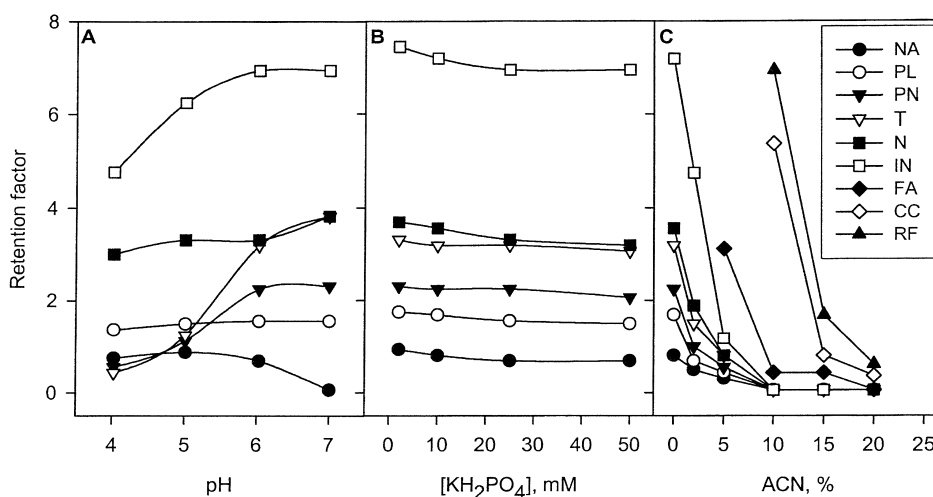 8
6
4
2
0
Retention factor
A
B
C
NA
PL
PN
T
N
IN
FA
CC
RF
4 5 6 7
0 10 20 30 40 50
0 5 10 15 20 25
pH
[KH₂PO₄], mM
ACN, %